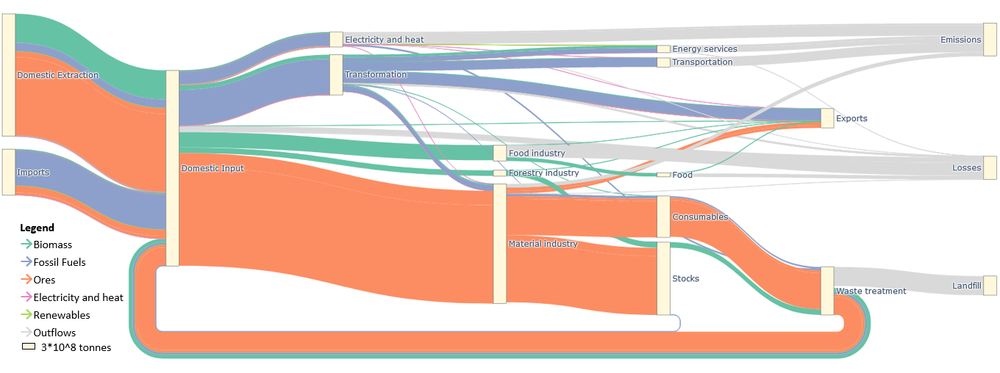 Electricity and heat
Emissions
Energy services
Transportation
Domestic Extraction
Transformation
Exports
Food industry
Losses
Domestic Input
Imports
Forestry industry
Food
Consumables
Material industry
Stocks
Landfill
Waste treatment
Legend
Biomass
Fossil Fuels
Ores
Electricity and heat
Renewables
Outflows
3*10^8 tonnes